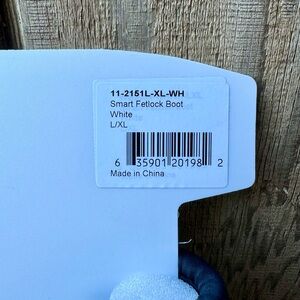 11-2151L-XL-WH
Smart Fetlock Boot
White
L/XL
6 35901 20198 2
Made in China